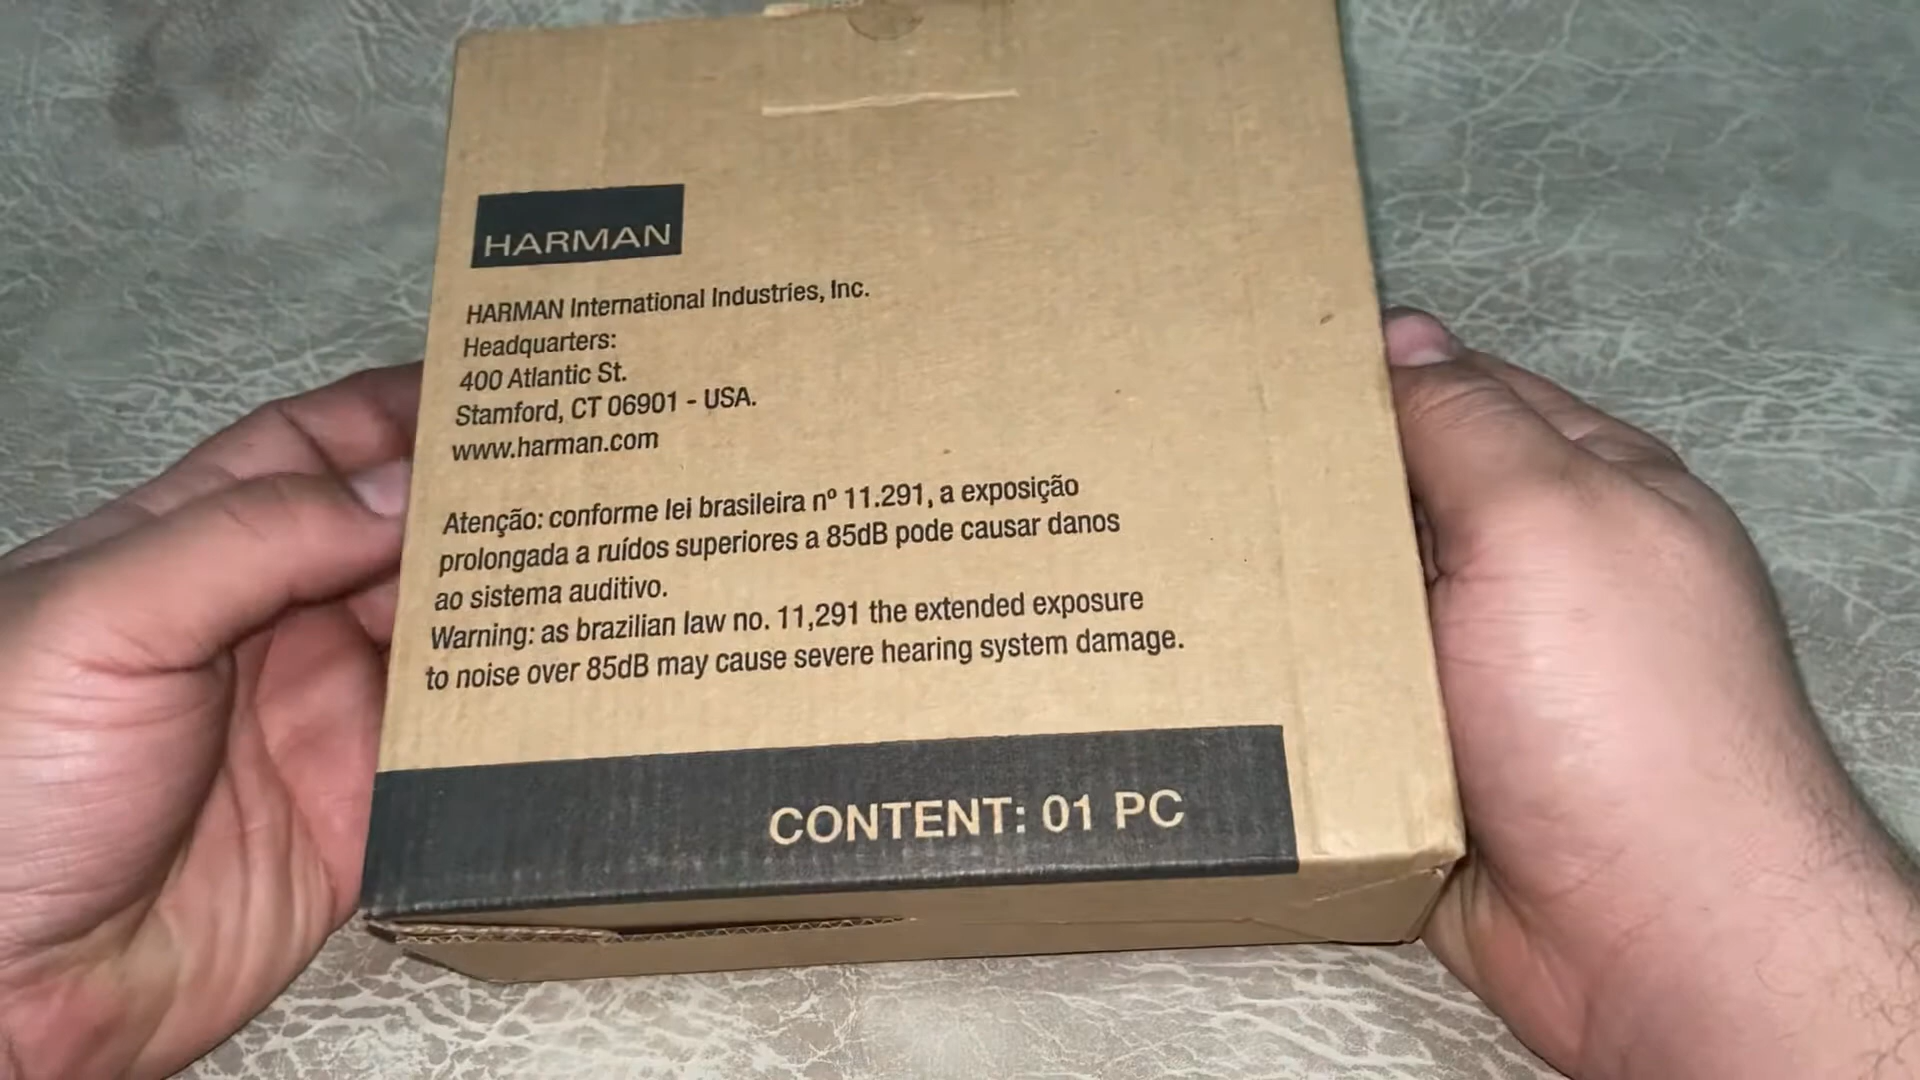 HARMAN
HARMAN International Industries, Inc.
Headquarters:
400 Atlantic St.
Stamford, CT 06901 - USA.
www.harman.com
Atenção: conforme lei brasileira nº 11.291, a exposição
prolongada a ruídos superiores a 85dB pode causar danos
ao sistema auditivo.
Warning: as brazilian law no. 11,291 the extended exposure
to noise over 85dB may cause severe hearing system damage.
CONTENT: 01 PC